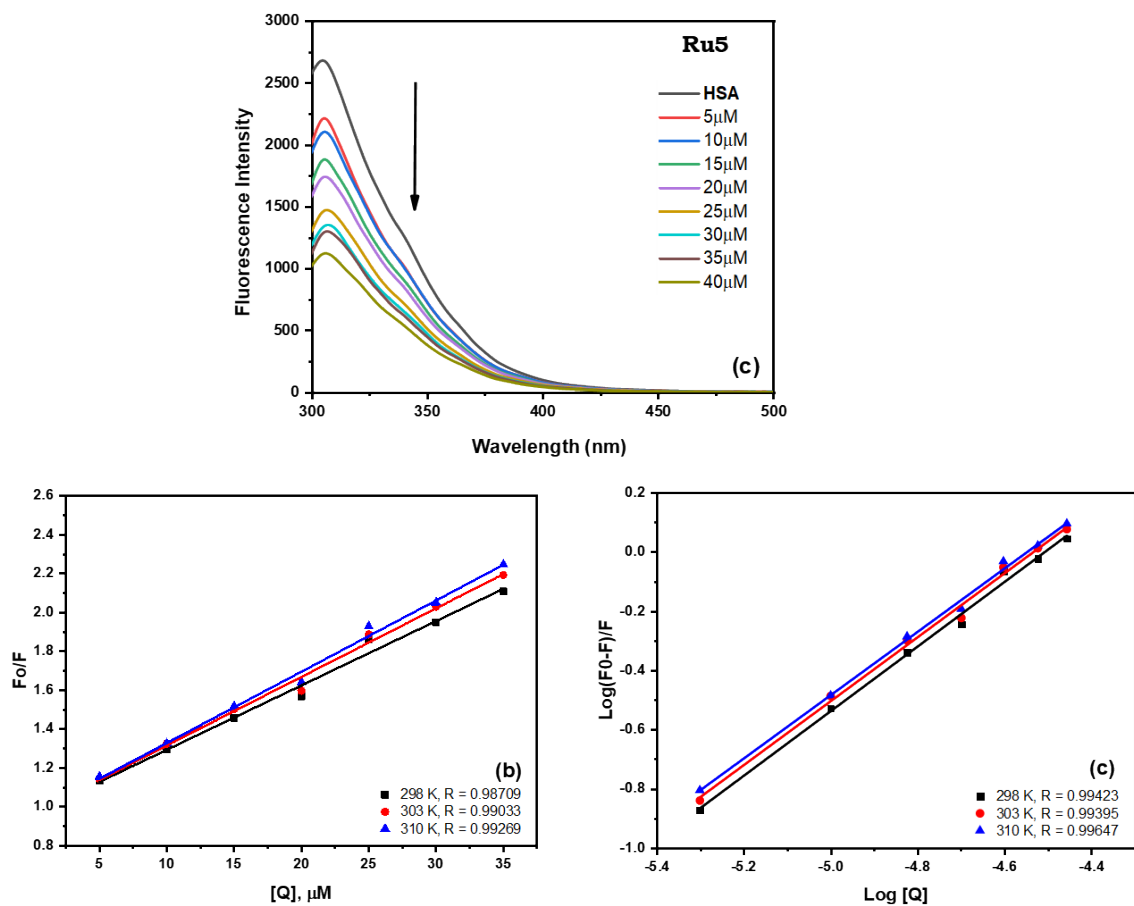 3000
2500
2000
1500
1000
500
0
Fluorescence Intensity
Ru5
HSA
5μM
10μM
15μM
20μM
25μM
30μM
35μM
40μM
(c)
300 350 400 450 500
Wavelength (nm)
2.6
2.4
2.2
2.0
1.8
1.6
1.4
1.2
1.0
0.8
Fo/F
(b)
298 K, R = 0.98709
303 K, R = 0.99033
310 K, R = 0.99269
5 10 15 20 25 30 35
[Q], μM
0.2
0.0
-0.2
-0.4
-0.6
-0.8
-1.0
Log(F0-F)/F
(c)
298 K, R = 0.99423
303 K, R = 0.99395
310 K, R = 0.99647
-5.4 -5.2 -5.0 -4.8 -4.6 -4.4
Log [Q]